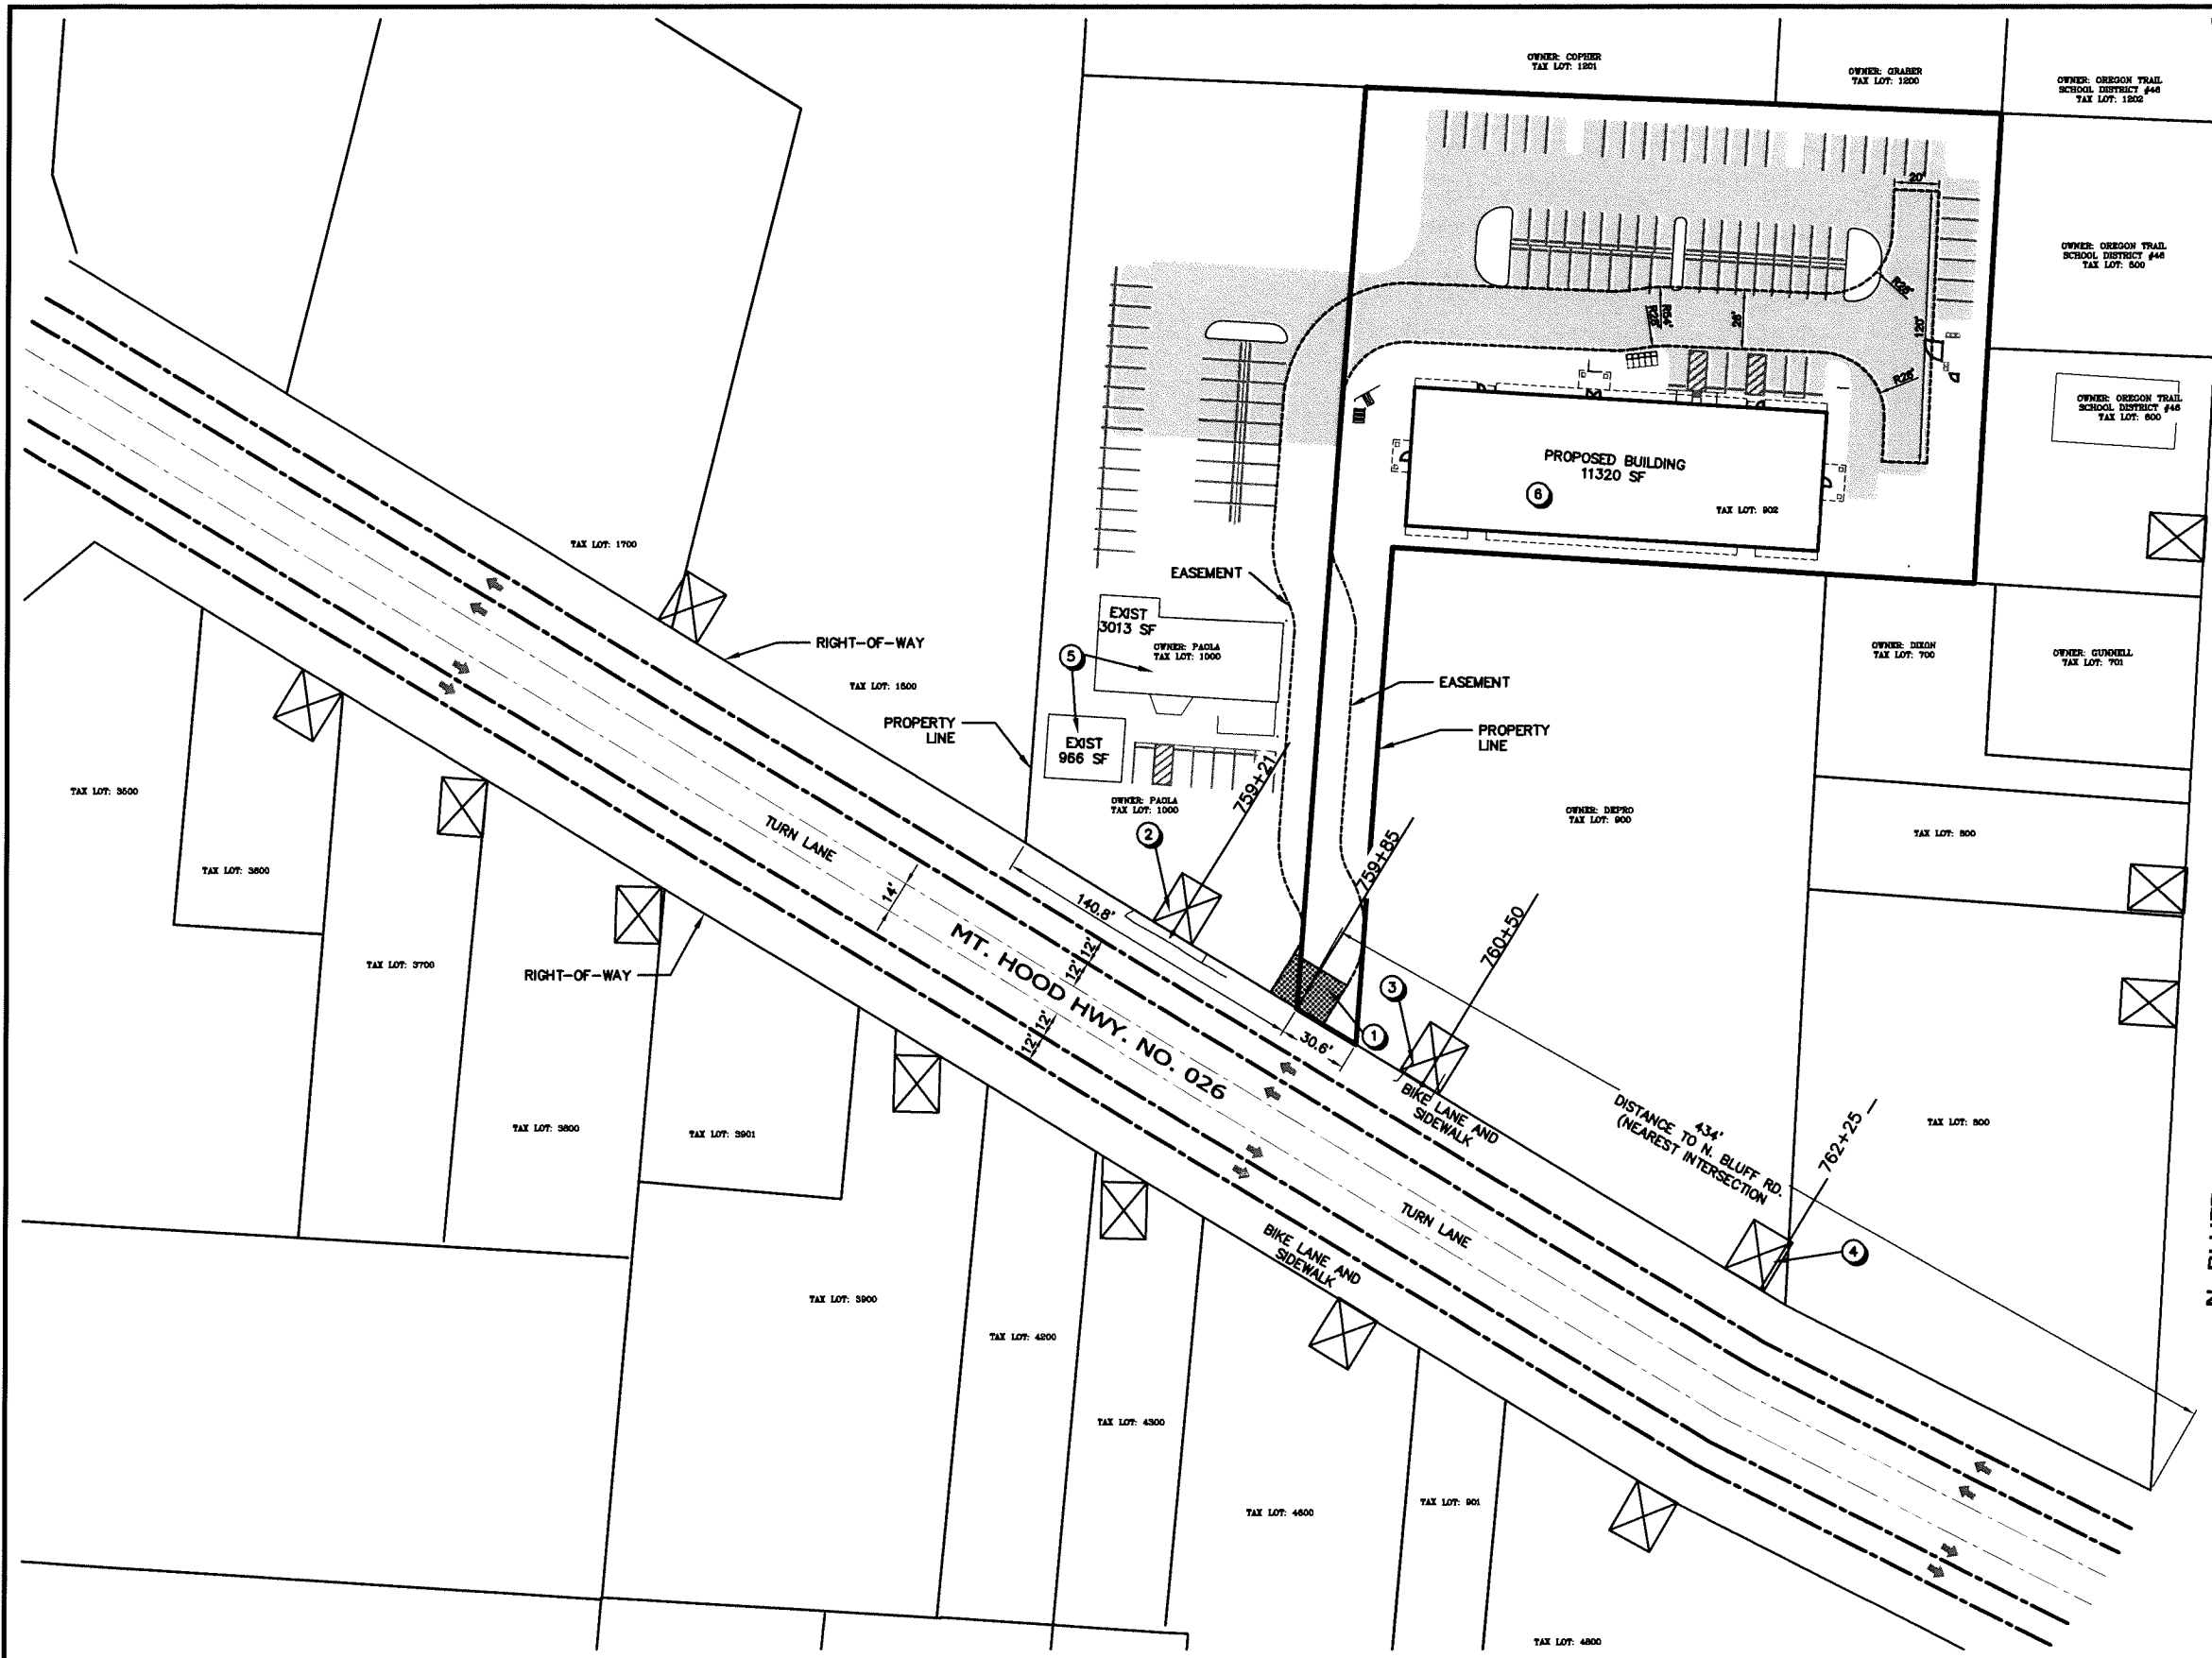 OWNER: COPHER
TAX LOT: 1201
OWNER: GRABER
TAX LOT: 1200
OWNER: OREGON TRAIL
SCHOOL DISTRICT #46
TAX LOT: 1202
20'
OWNER: OREGON TRAIL
SCHOOL DISTRICT #46
TAX LOT: 500
R28'
26'
120'
R28'
OWNER: OREGON TRAIL
SCHOOL DISTRICT #46
TAX LOT: 600
PROPOSED BUILDING
11320 SF
6
TAX LOT: 902
TAX LOT: 1700
EASEMENT
EXIST
3013 SF
RIGHT-OF-WAY
OWNER: PAOLA
TAX LOT: 1000
5
OWNER: DIXON
TAX LOT: 700
OWNER: GUNNELL
TAX LOT: 701
TAX LOT: 1500
EASEMENT
PROPERTY
LINE
PROPERTY
LINE
EXIST
966 SF
759+21
TAX LOT: 3500
OWNER: PAOLA
TAX LOT: 1000
OWNER: DEPRO
TAX LOT: 900
2
TURN LANE
TAX LOT: 800
759+85
TAX LOT: 3600
14'
140.8'
760+50
MT. HOOD HWY. NO. 026
12'
12'
12'
12'
TAX LOT: 3700
RIGHT-OF-WAY
3
1
30.6'
BIKE LANE AND
SIDEWALK
434'
DISTANCE TO N. BLUFF RD.
(NEAREST INTERSECTION
762+25
TAX LOT: 800
TAX LOT: 3800
TAX LOT: 3901
TURN LANE
BIKE LANE AND
SIDEWALK
4
TAX LOT: 3900
TAX LOT: 4200
TAX LOT: 4300
TAX LOT: 4600
TAX LOT: 901
TAX LOT: 4800